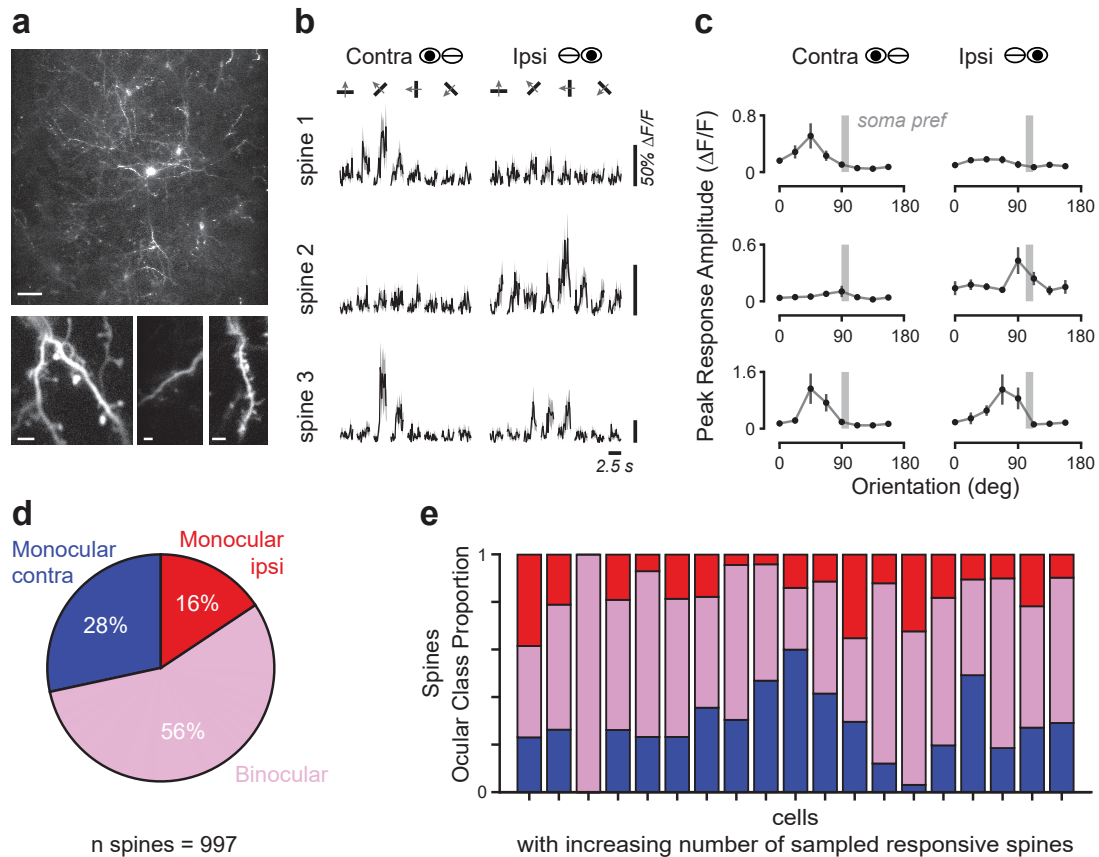 a
b
Contra
Ipsi
spine 1
50% ΔF/F
spine 2
spine 3
2.5 s
c
Contra
Ipsi
Peak Response Amplitude (ΔF/F)
0.8
0
soma pref
0 90 180
0 90 180
0.6
0
0 90 180
0 90 180
1.6
0
0 90 180
0 90 180
Orientation (deg)
d
Monocular
contra
Monocular
ipsi
28%
16%
56%
Binocular
n spines = 997
e
Spines
Ocular Class Proportion
1
0
cells
with increasing number of sampled responsive spines